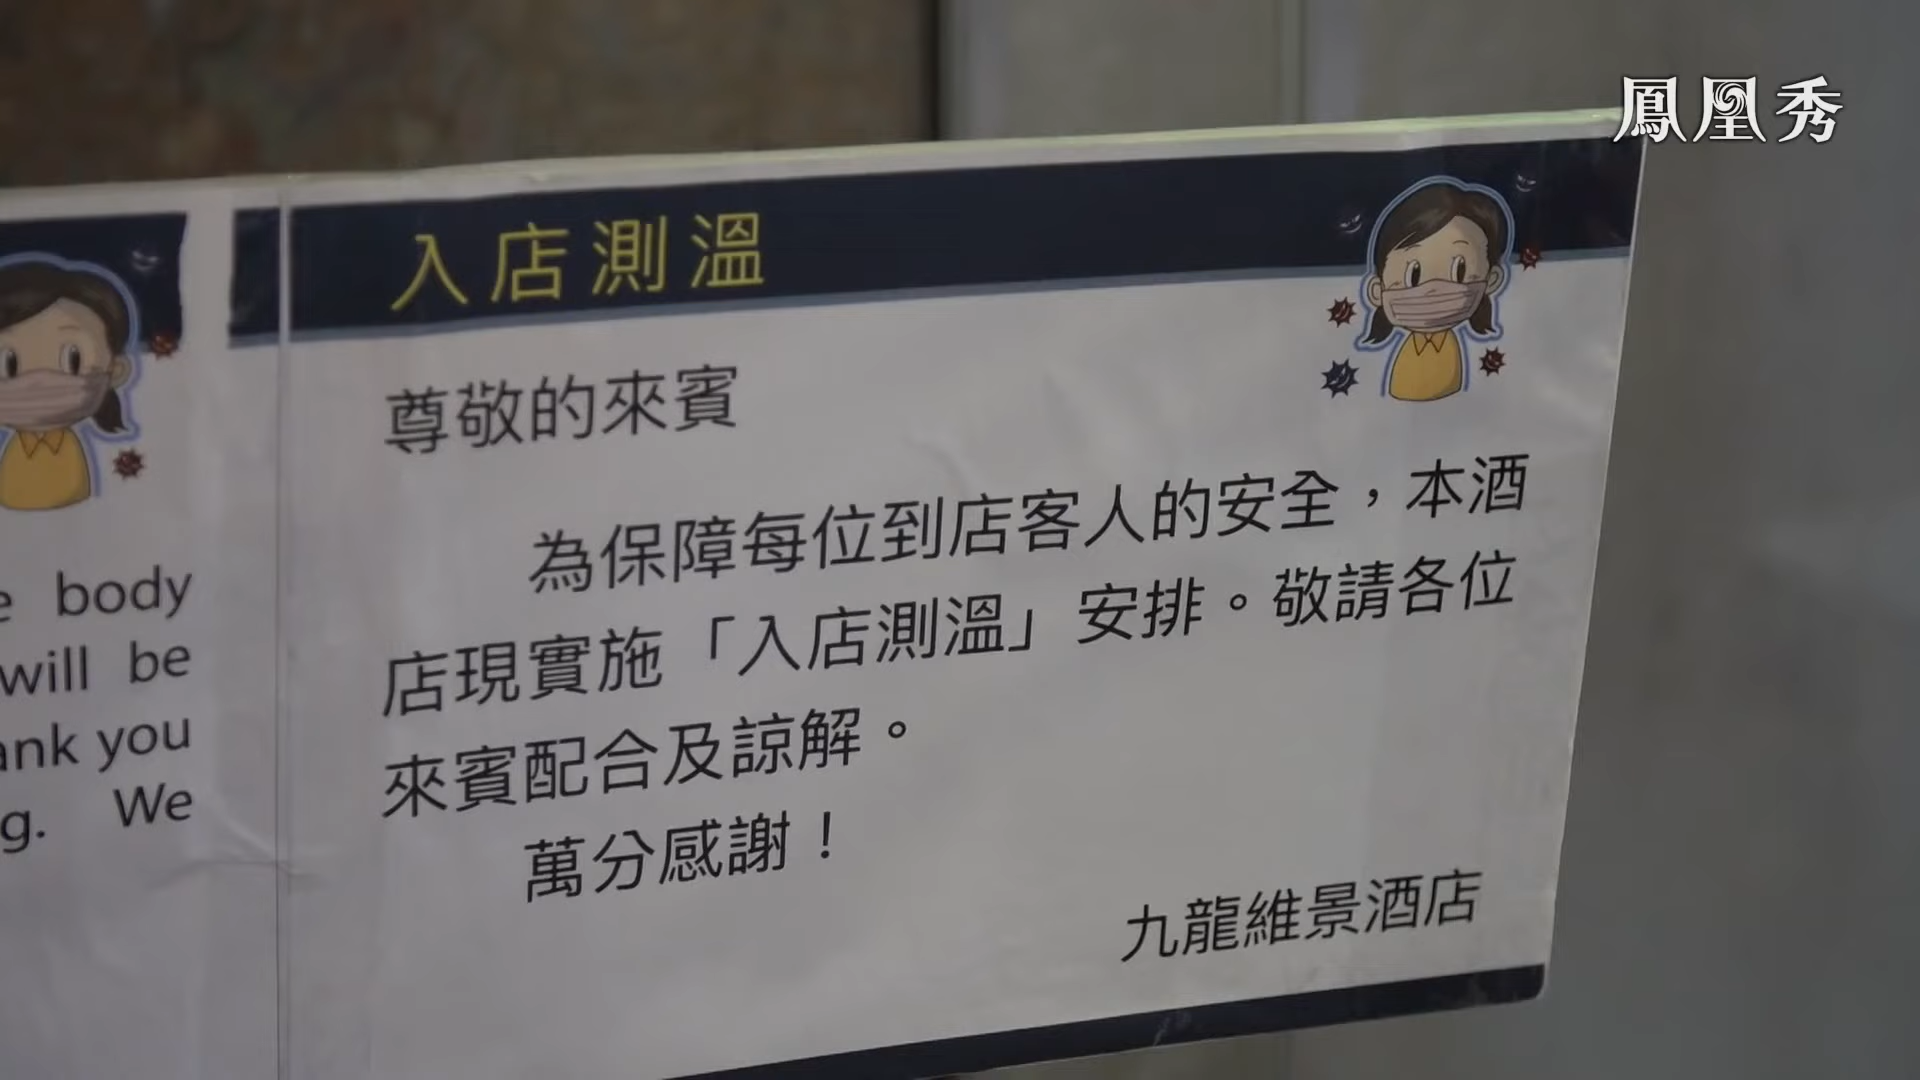 鳳凰秀
入店測溫
尊敬的來賓
為保障每位到店客人的安全，本酒
店現實施「入店測溫」安排。敬請各位
來賓配合及諒解。
萬分感謝！
九龍維景酒店
body
will be
you
We